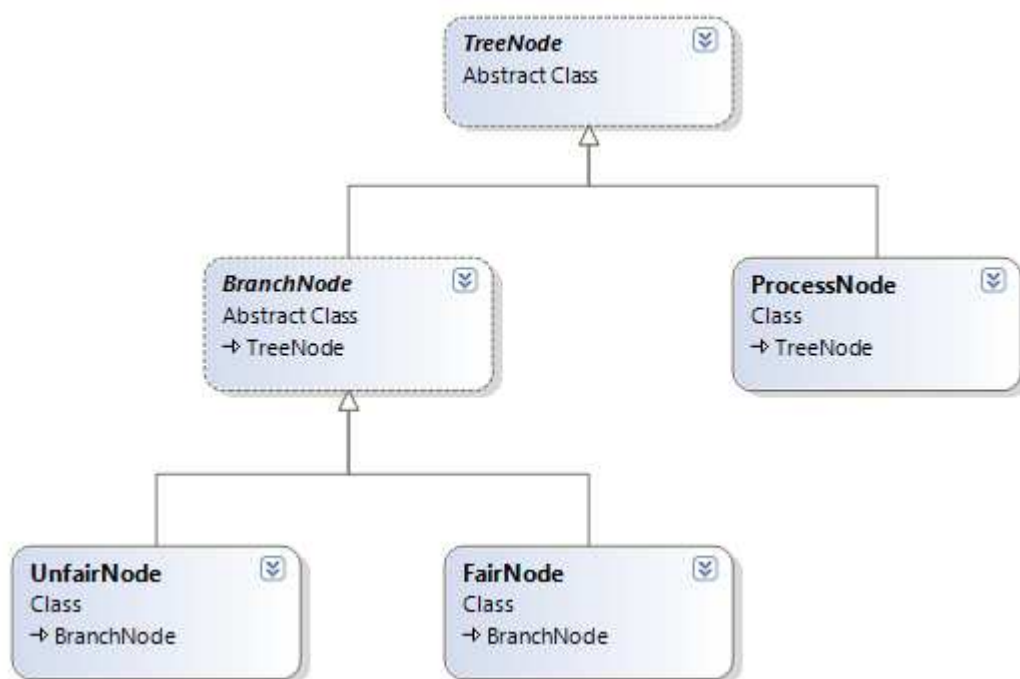 TreeNode
Abstract Class
BranchNode
Abstract Class
TreeNode
ProcessNode
Class
TreeNode
UnfairNode
Class
BranchNode
FairNode
Class
BranchNode